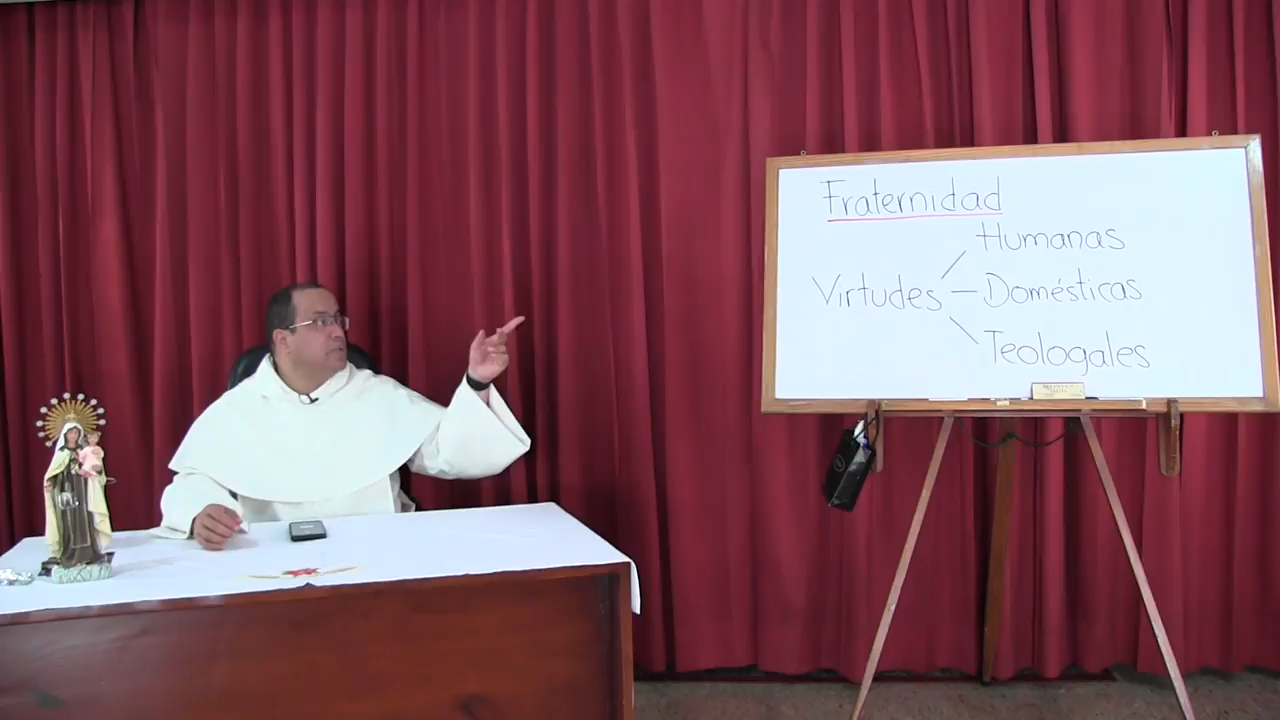 Fraternidad
Humanas
Virtudes — Domésticas
Teologales